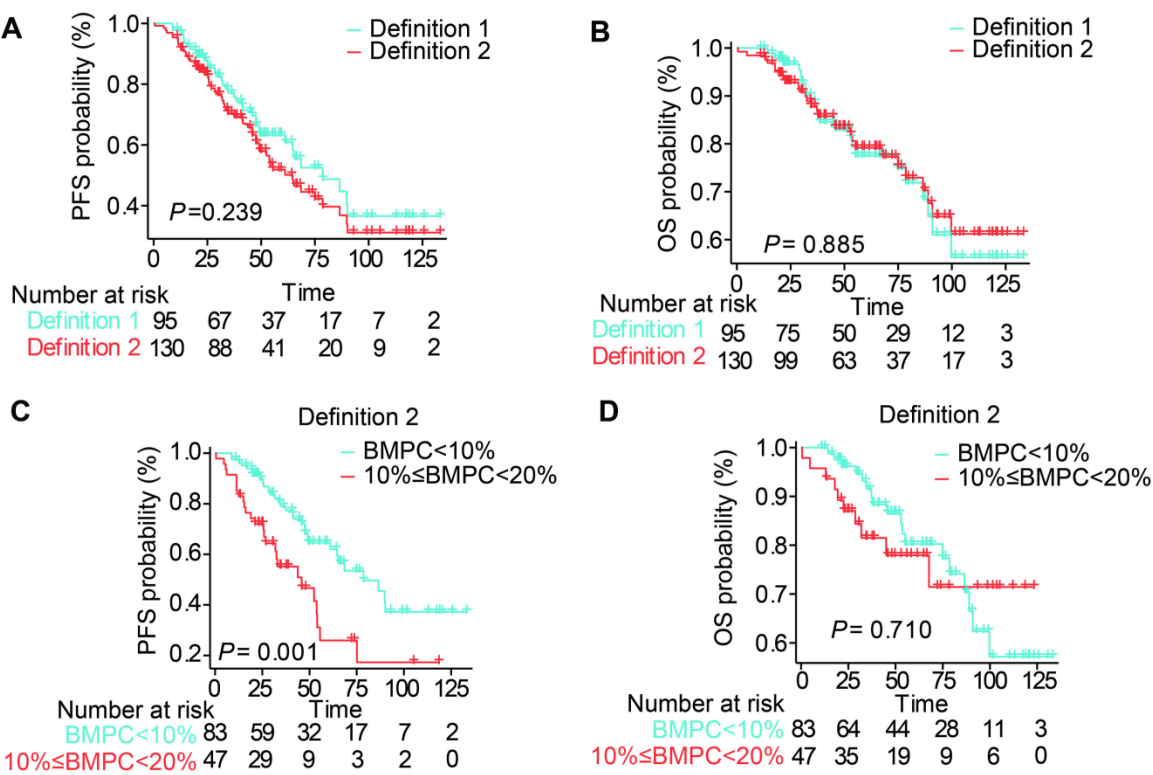 A
PFS probability (%)
1.0
0.8
0.6
0.4
Definition 1
Definition 2
P=0.239
0 25 50 75 100 125
Number at risk Time
Definition 1 95 67 37 17 7 2
Definition 2 130 88 41 20 9 2
B
OS probability (%)
1.0
0.9
0.8
0.7
0.6
Definition 1
Definition 2
P= 0.885
0 25 50 75 100 125
Number at risk Time
Definition 1 95 75 50 29 12 3
Definition 2 130 99 63 37 17 3
C
Definition 2
PFS probability (%)
1.0
0.8
0.6
0.4
0.2
BMPC<10%
10%≤BMPC<20%
P= 0.001
0 25 50 75 100 125
Number at risk Time
BMPC<10% 83 59 32 17 7 2
10%≤BMPC<20% 47 29 9 3 2 0
D
Definition 2
OS probability (%)
1.0
0.9
0.8
0.7
0.6
BMPC<10%
10%≤BMPC<20%
P= 0.710
0 25 50 75 100 125
Number at risk Time
BMPC<10% 83 64 44 28 11 3
10%≤BMPC<20% 47 35 19 9 6 0